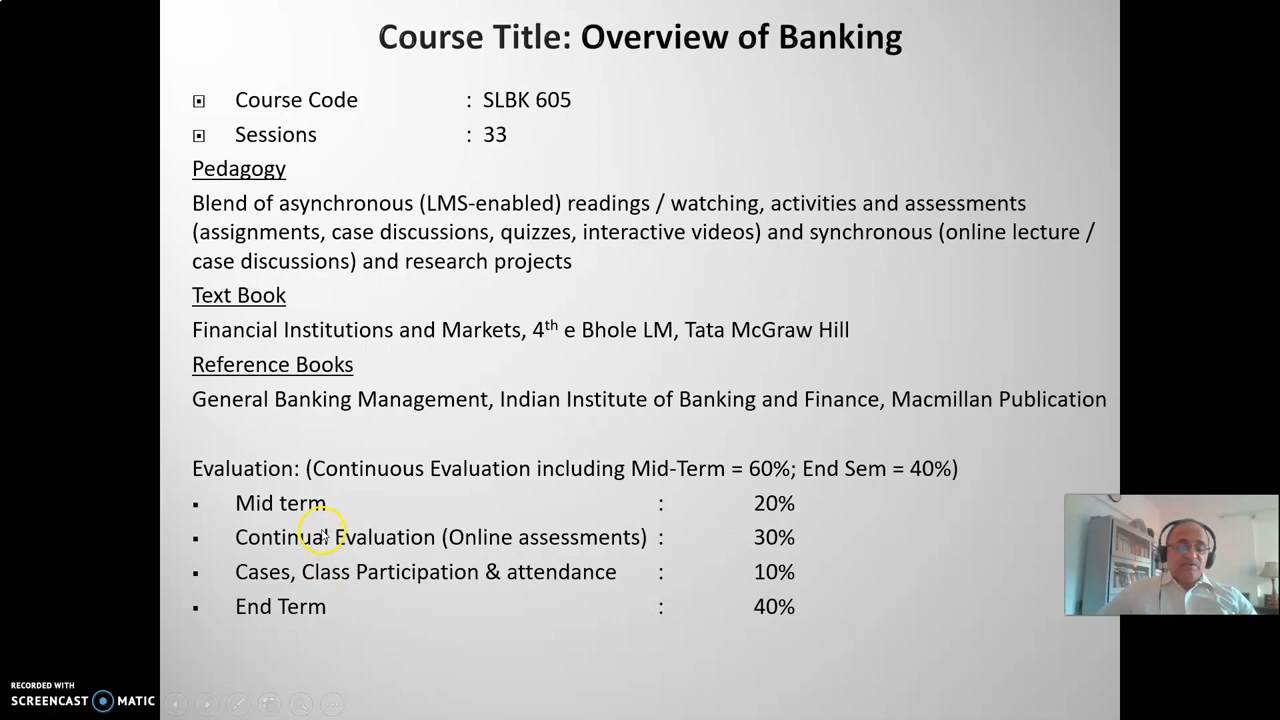 Course Title: Overview of Banking
Course Code : SLBK 605
Sessions : 33
Pedagogy
Blend of asynchronous (LMS-enabled) readings / watching, activities and assessments
(assignments, case discussions, quizzes, interactive videos) and synchronous (online lecture /
case discussions) and research projects
Text Book
Financial Institutions and Markets, 4th e Bhole LM, Tata McGraw Hill
Reference Books
General Banking Management, Indian Institute of Banking and Finance, Macmillan Publication
Evaluation: (Continuous Evaluation including Mid-Term = 60%; End Sem = 40%)
Mid term : 20%
Continual Evaluation (Online assessments) : 30%
Cases, Class Participation & attendance : 10%
End Term : 40%
RECORDED WITH
SCREENCAST MATIC